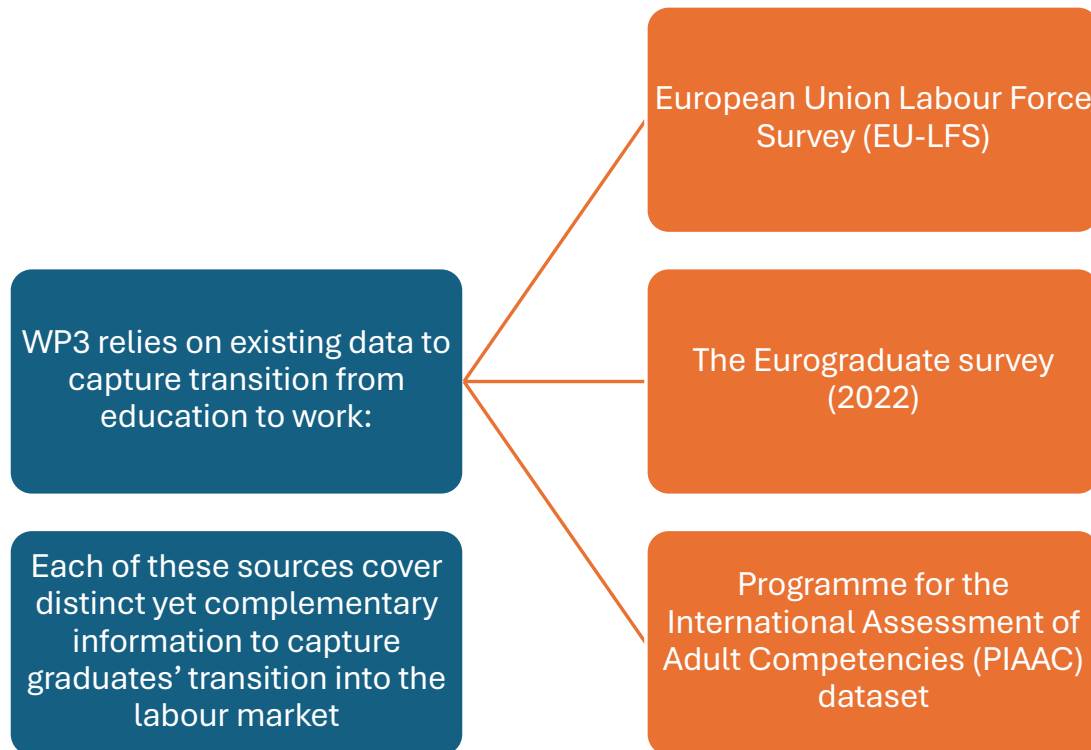 WP3 relies on existing data to
capture transition from
education to work:
Each of these sources cover
distinct yet complementary
information to capture
graduates’ transition into the
labour market
European Union Labour Force
Survey (EU-LFS)
The Eurograduate survey
(2022)
Programme for the
International Assessment of
Adult Competencies (PIAAC)
dataset